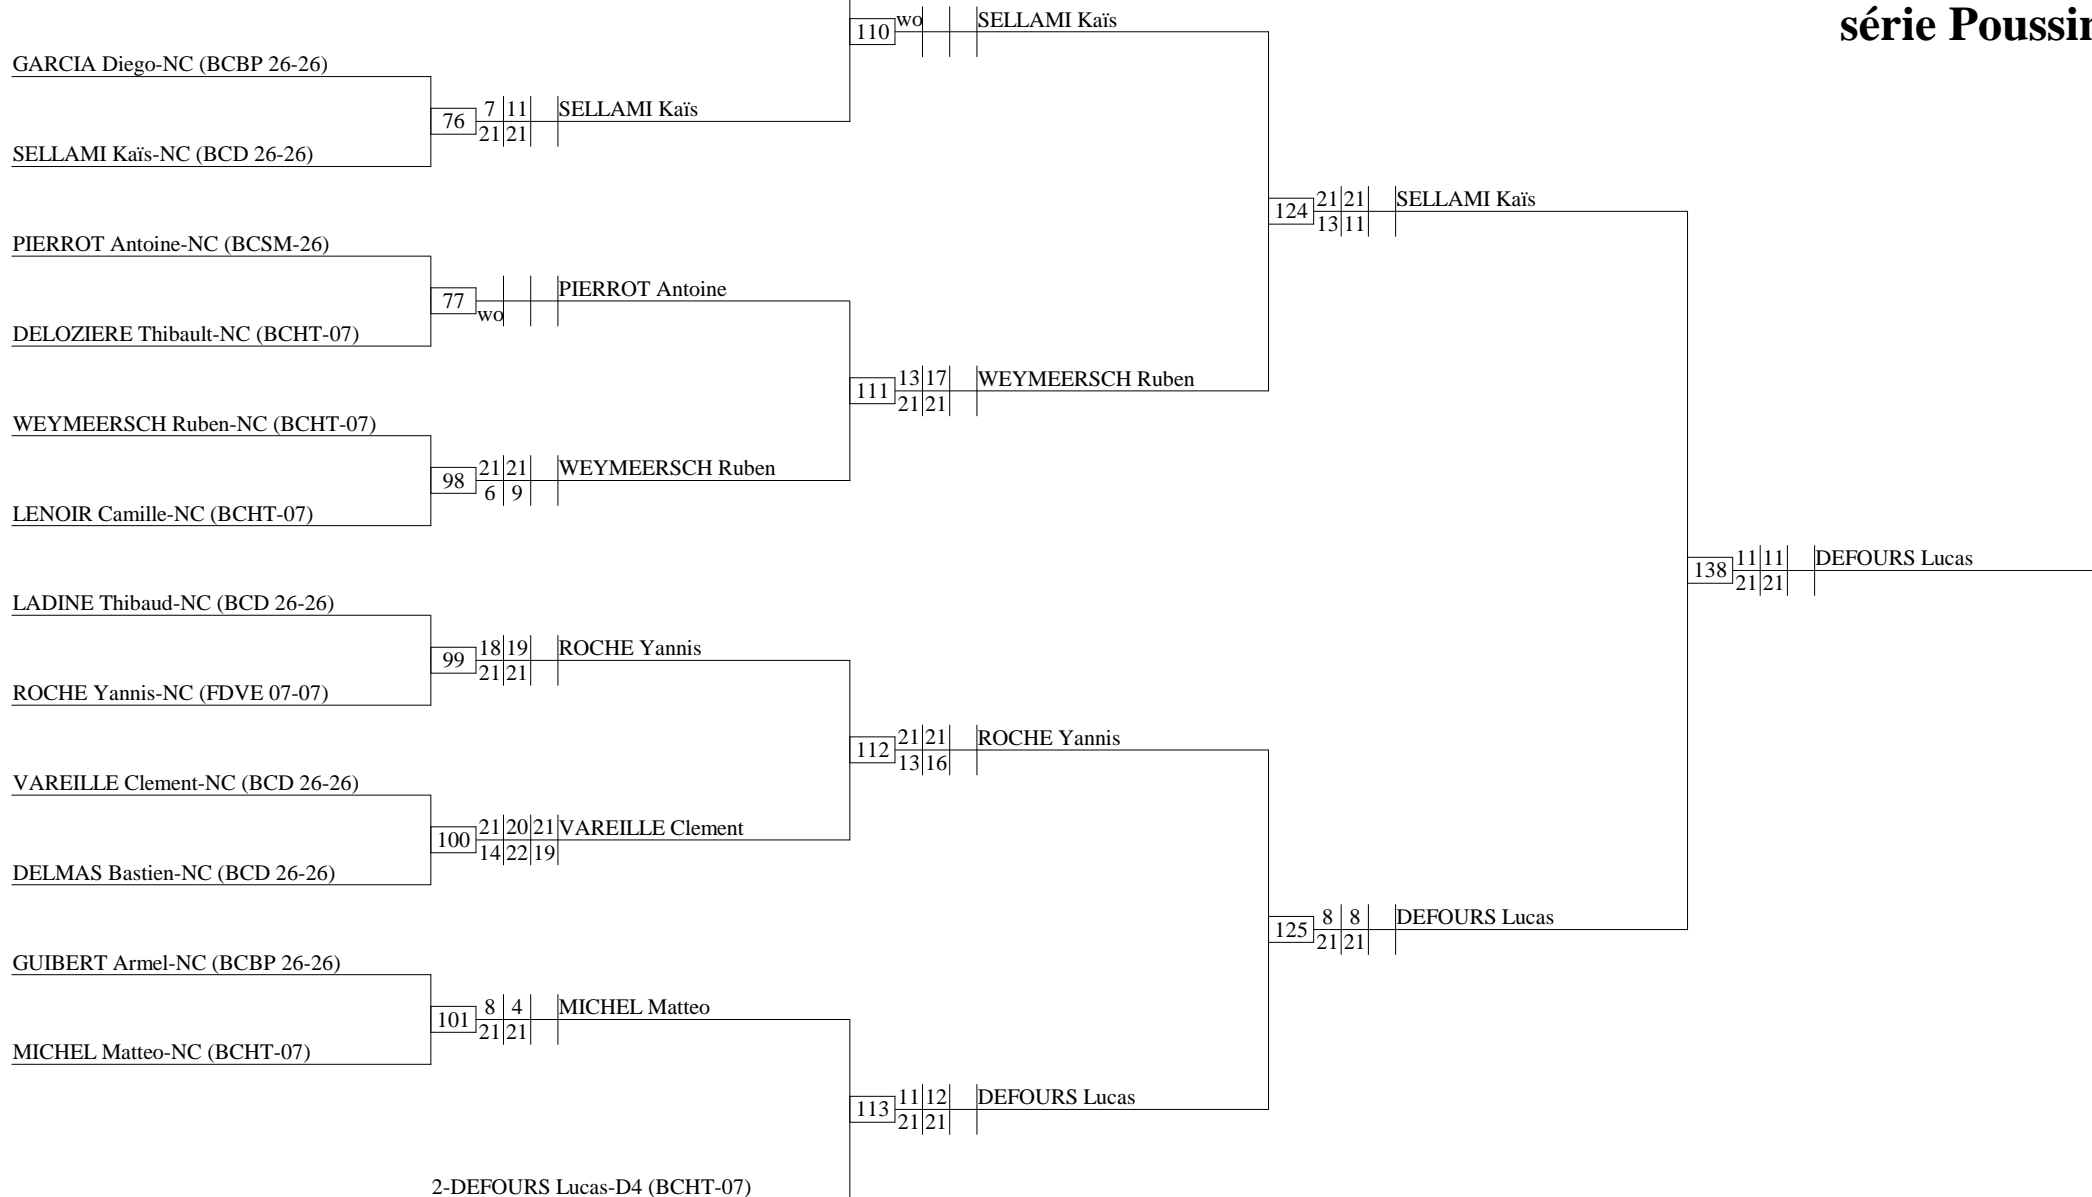 série Poussin
110 wo SELLAMI Kaïs
GARCIA Diego-NC (BCBP 26-26)
76 7 11 SELLAMI Kaïs
21 21
SELLAMI Kaïs-NC (BCD 26-26)
124 21 21 SELLAMI Kaïs
13 11
PIERROT Antoine-NC (BCSM-26)
77 PIERROT Antoine
wo
DELOZIERE Thibault-NC (BCHT-07)
111 13 17 WEYMEERSCH Ruben
21 21
WEYMEERSCH Ruben-NC (BCHT-07)
98 21 21 WEYMEERSCH Ruben
6 9
LENOIR Camille-NC (BCHT-07)
138 11 11 DEFOURS Lucas
21 21
LADINE Thibaud-NC (BCD 26-26)
99 18 19 ROCHE Yannis
21 21
ROCHE Yannis-NC (FDVE 07-07)
112 21 21 ROCHE Yannis
13 16
VAREILLE Clement-NC (BCD 26-26)
100 21 20 21 VAREILLE Clement
14 22 19
DELMAS Bastien-NC (BCD 26-26)
125 8 8 DEFOURS Lucas
21 21
GUIBERT Armel-NC (BCBP 26-26)
101 8 4 MICHEL Matteo
21 21
MICHEL Matteo-NC (BCHT-07)
113 11 12 DEFOURS Lucas
21 21
2-DEFOURS Lucas-D4 (BCHT-07)